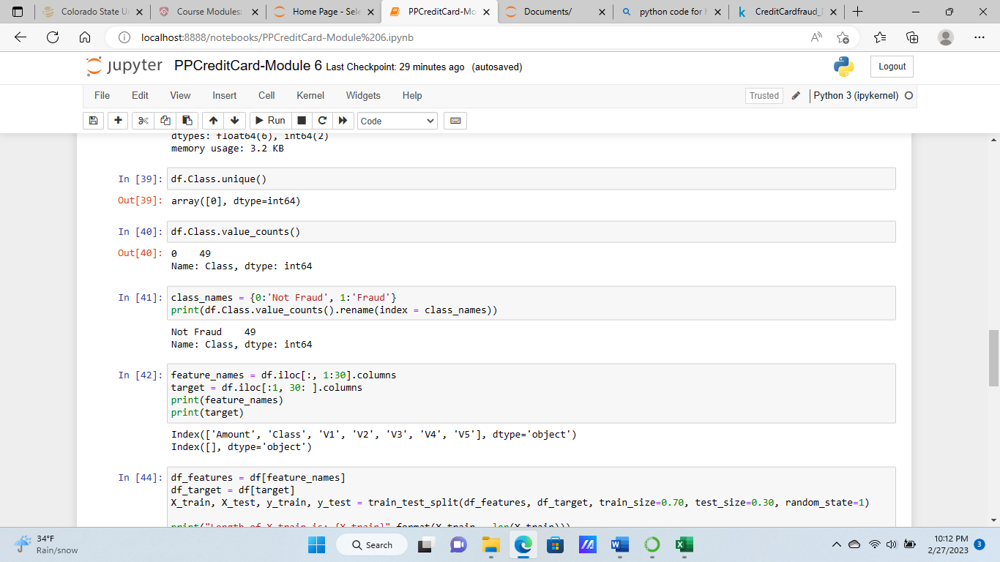 Colorado State U
Course Modules:
Home Page - Sele
PPCreditCard-Mo
Documents/
python code for
CreditCardfraud_
localhost:8888/notebooks/PPCreditCard-Module%206.ipynb
jupyter PPCreditCard-Module 6 Last Checkpoint: 29 minutes ago (autosaved)
Logout
File Edit View Insert Cell Kernel Widgets Help
Trusted
Python 3 (ipykernel)
Run
Code
dtypes: float64(6), int64(2)
memory usage: 3.2 KB
In [39]: df.Class.unique()
Out[39]: array([0], dtype=int64)
In [40]: df.Class.value_counts()
Out[40]: 0 49
Name: Class, dtype: int64
In [41]: class_names = {0:'Not Fraud', 1:'Fraud'}
print(df.Class.value_counts().rename(index = class_names))
Not Fraud 49
Name: Class, dtype: int64
In [42]: feature_names = df.iloc[:, 1:30].columns
target = df.iloc[:1, 30: ].columns
print(feature_names)
print(target)
Index(['Amount', 'Class', 'V1', 'V2', 'V3', 'V4', 'V5'], dtype='object')
Index([], dtype='object')
In [44]: df_features = df[feature_names]
df_target = df[target]
X_train, X_test, y_train, y_test = train_test_split(df_features, df_target, train_size=0.70, test_size=0.30, random_state=1)
34°F
Rain/snow
Search
10:12 PM
2/27/2023
3